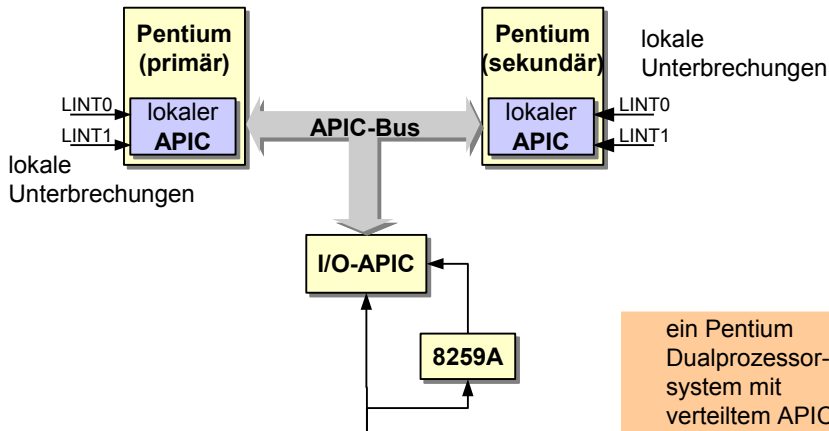 Pentium
(primär)
LINT0
LINT1
lokaler
APIC
lokale
Unterbrechungen
APIC-Bus
Pentium
(sekundär)
lokaler
APIC
LINT0
LINT1
lokale
Unterbrechungen
I/O-APIC
8259A
ein Pentium
Dualprozessor-
system mit
verteiltem APIC